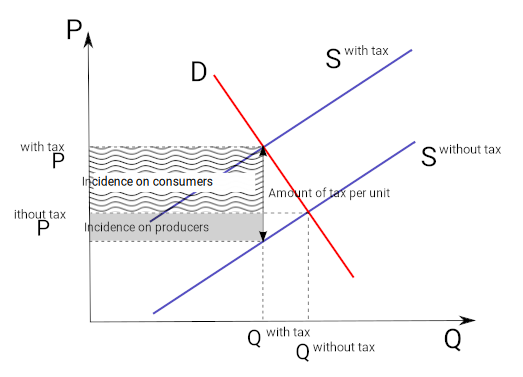 P
S with tax
D
S without tax
with tax
P
Incidence on consumers
Amount of tax per unit
ithout tax
P
Incidence on producers
Q with tax
Q
Q without tax